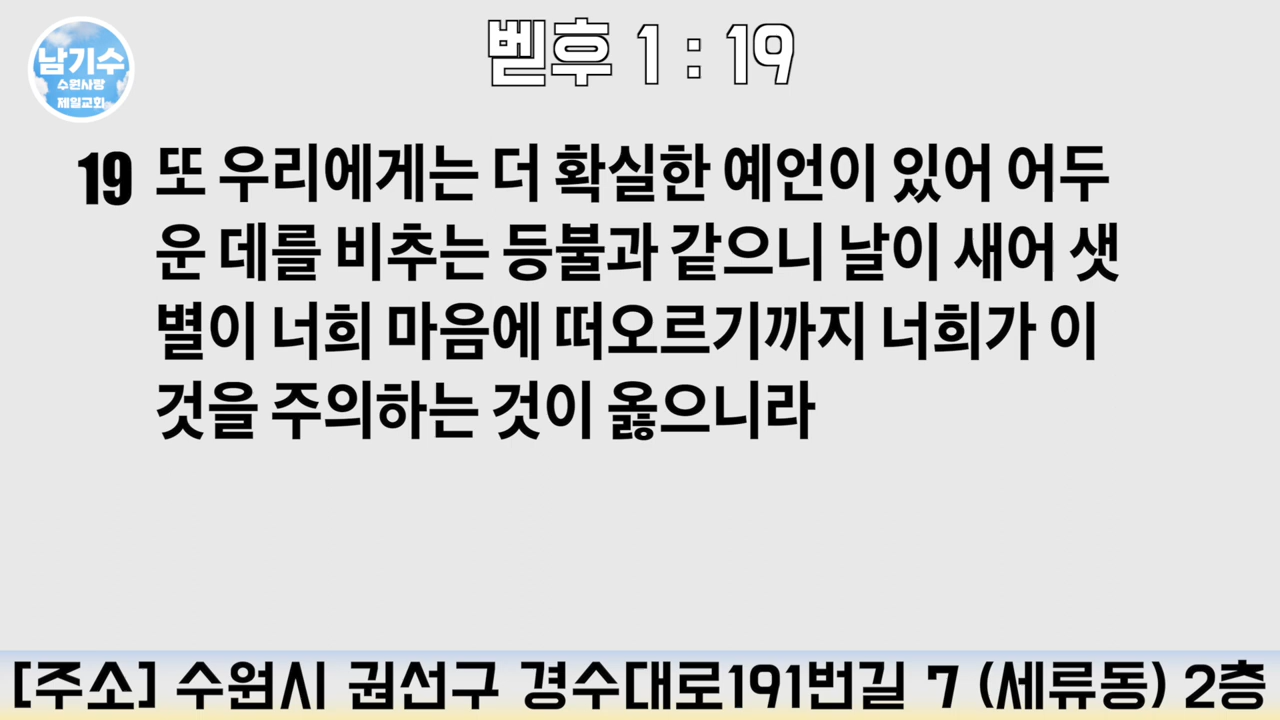 남기수
수원사랑
제일교회
벧후 1 : 19
19 또 우리에게는 더 확실한 예언이 있어 어두
운 데를 비추는 등불과 같으니 날이 새어 샛
별이 너희 마음에 떠오르기까지 너희가 이
것을 주의하는 것이 옳으니라
[주소] 수원시 권선구 경수대로191번길 7 (세류동) 2층